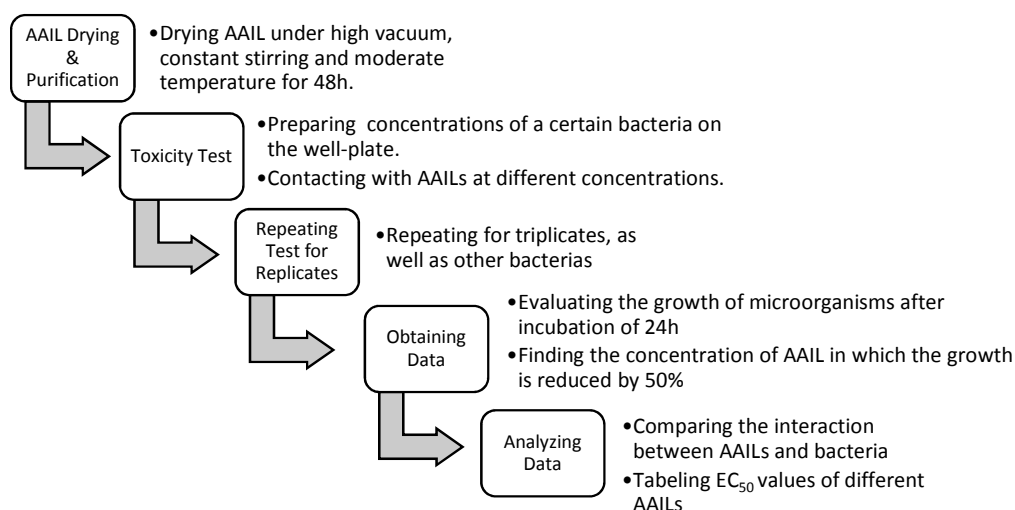 AAIL Drying
&
Purification
•Drying AAIL under high vacuum,
constant stirring and moderate
temperature for 48h.
Toxicity Test
•Preparing concentrations of a certain bacteria on
the well-plate.
•Contacting with AAILs at different concentrations.
Repeating
Test for
Replicates
•Repeating for triplicates, as
well as other bacterias
Obtaining
Data
•Evaluating the growth of microorganisms after
incubation of 24h
•Finding the concentration of AAIL in which the growth
is reduced by 50%
Analyzing
Data
•Comparing the interaction
between AAILs and bacteria
•Tabeling EC₅₀ values of different
AAILs